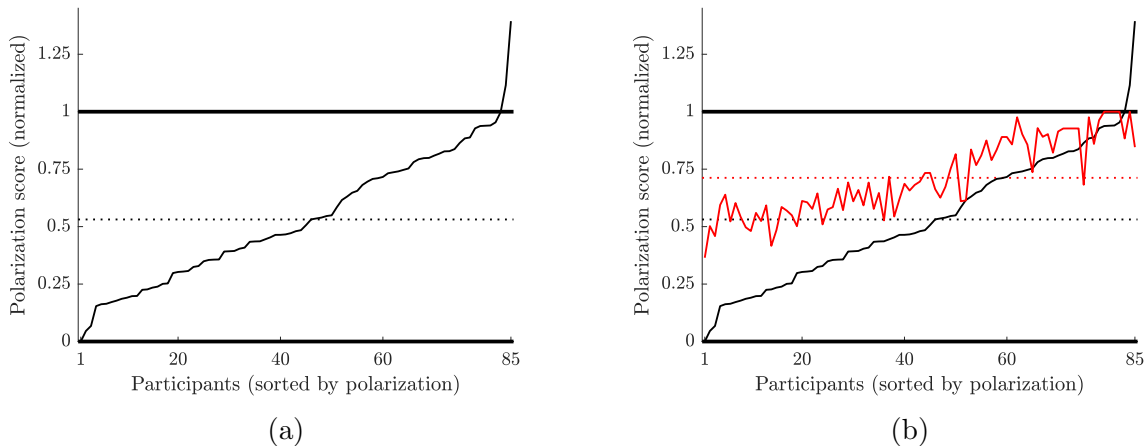 Polarization score (normalized)
1.25
1
0.75
0.5
0.25
0
1 20 40 60 85
Participants (sorted by polarization)
(a)
Polarization score (normalized)
1.25
1
0.75
0.5
0.25
0
1 20 40 60 85
Participants (sorted by polarization)
(b)